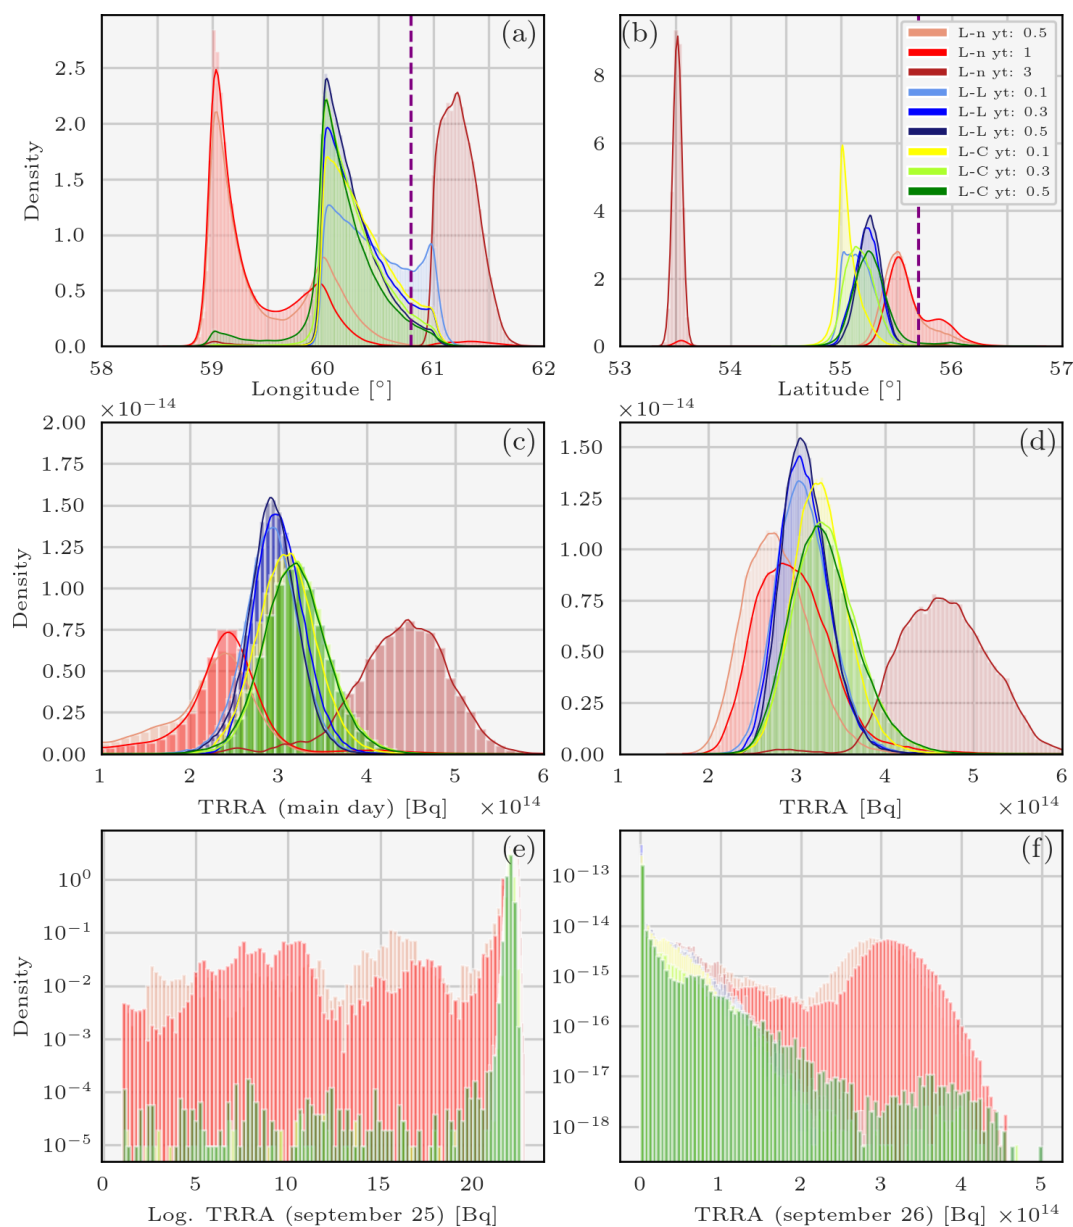 (a)
Density
2.5
2.0
1.5
1.0
0.5
0.0
58 59 60 61 62
Longitude [°]
(b)
8
6
4
2
0
53 54 55 56 57
Latitude [°]
L-n yt: 0.5
L-n yt: 1
L-n yt: 3
L-L yt: 0.1
L-L yt: 0.3
L-L yt: 0.5
L-C yt: 0.1
L-C yt: 0.3
L-C yt: 0.5
×10⁻¹⁴
(c)
Density
2.00
1.75
1.50
1.25
1.00
0.75
0.50
0.25
0.00
1 2 3 4 5 6
TRRA (main day) [Bq] ×10¹⁴
×10⁻¹⁴
(d)
1.50
1.25
1.00
0.75
0.50
0.25
0.00
1 2 3 4 5 6
TRRA [Bq] ×10¹⁴
(e)
Density
10⁰
10⁻¹
10⁻²
10⁻³
10⁻⁴
10⁻⁵
0 5 10 15 20
Log. TRRA (september 25) [Bq]
(f)
10⁻¹³
10⁻¹⁴
10⁻¹⁵
10⁻¹⁶
10⁻¹⁷
10⁻¹⁸
0 1 2 3 4 5
TRRA (september 26) [Bq] ×10¹⁴